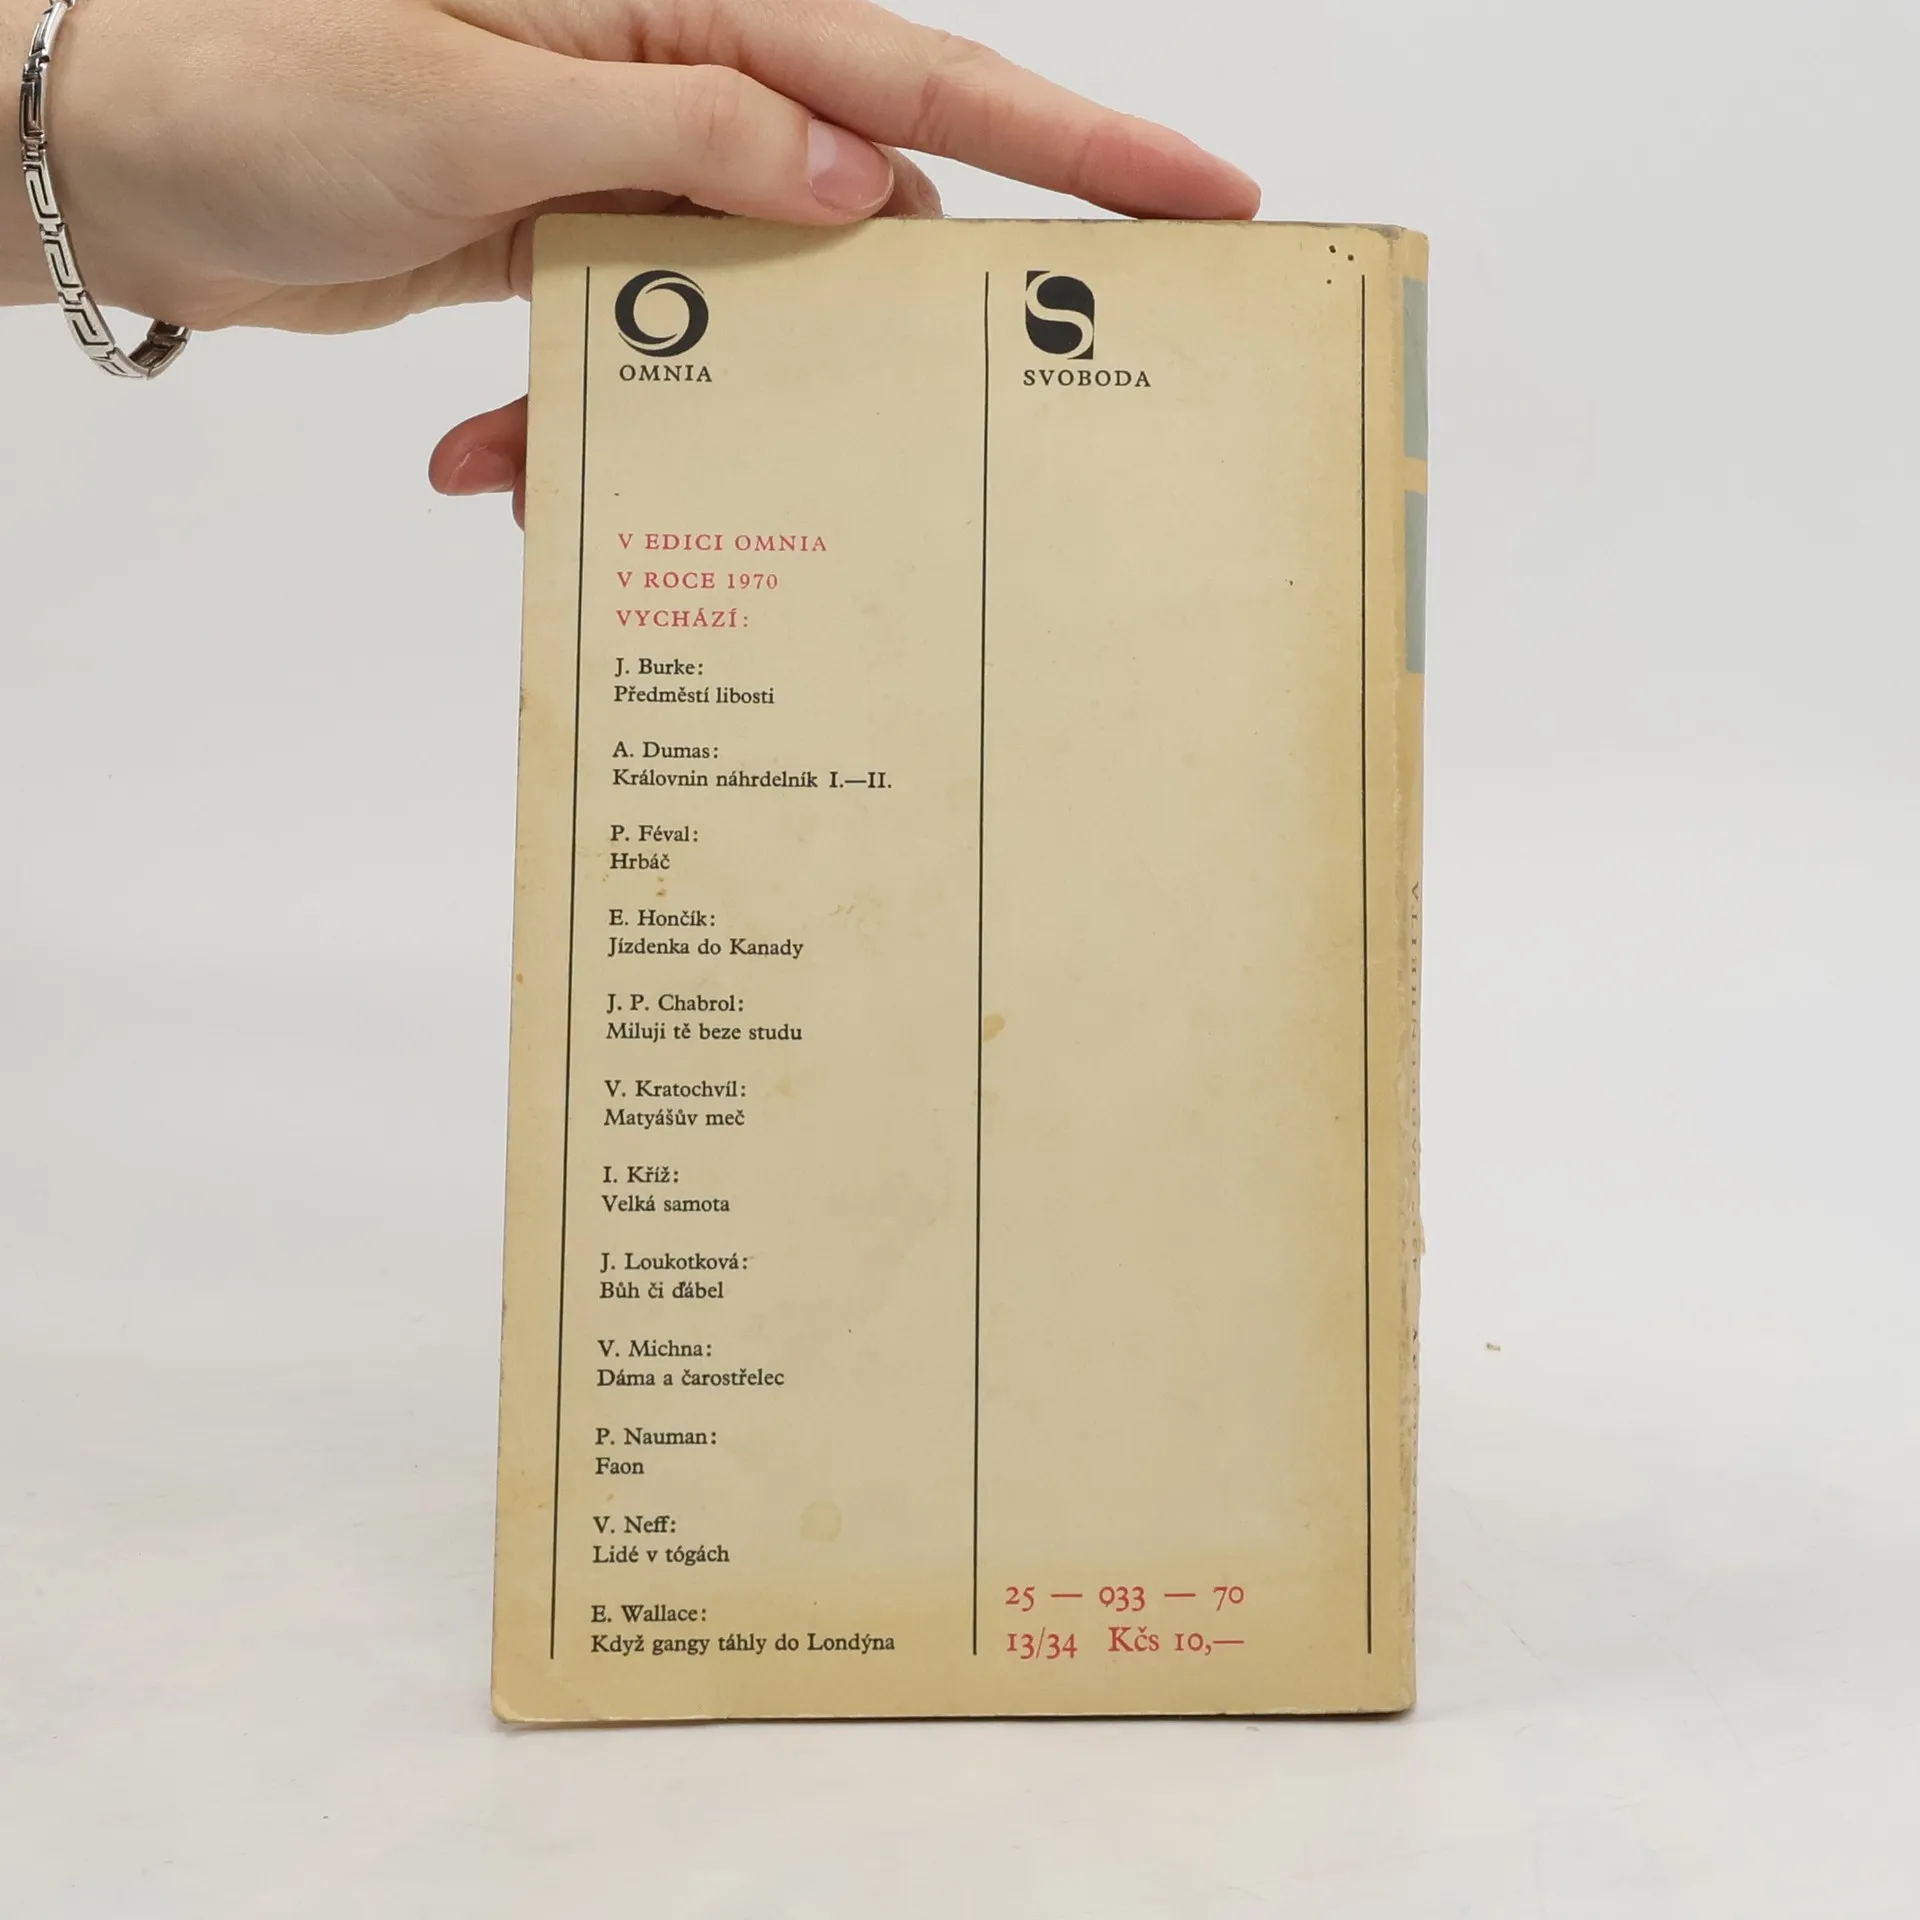 OMNIA
SVOBODA
V EDICI OMNIA
V ROCE 1970
VYCHÁZÍ:
J. Burke:
Předměstí libosti
A. Dumas:
Královnin náhrdelník I.—II.
P. Féval:
Hrbáč
E. Hončík:
Jízdenka do Kanady
J. P. Chabrol:
Miluji tě beze studu
V. Kratochvíl:
Matyášův meč
I. Kříž:
Velká samota
J. Loukotková:
Bůh či ďábel
V. Michna:
Dáma a čarostřelec
P. Nauman:
Faon
V. Neff:
Lidé v tógách
E. Wallace:
Když gangy táhly do Londýna
25 — 033 — 70
13/34 Kčs 10,—